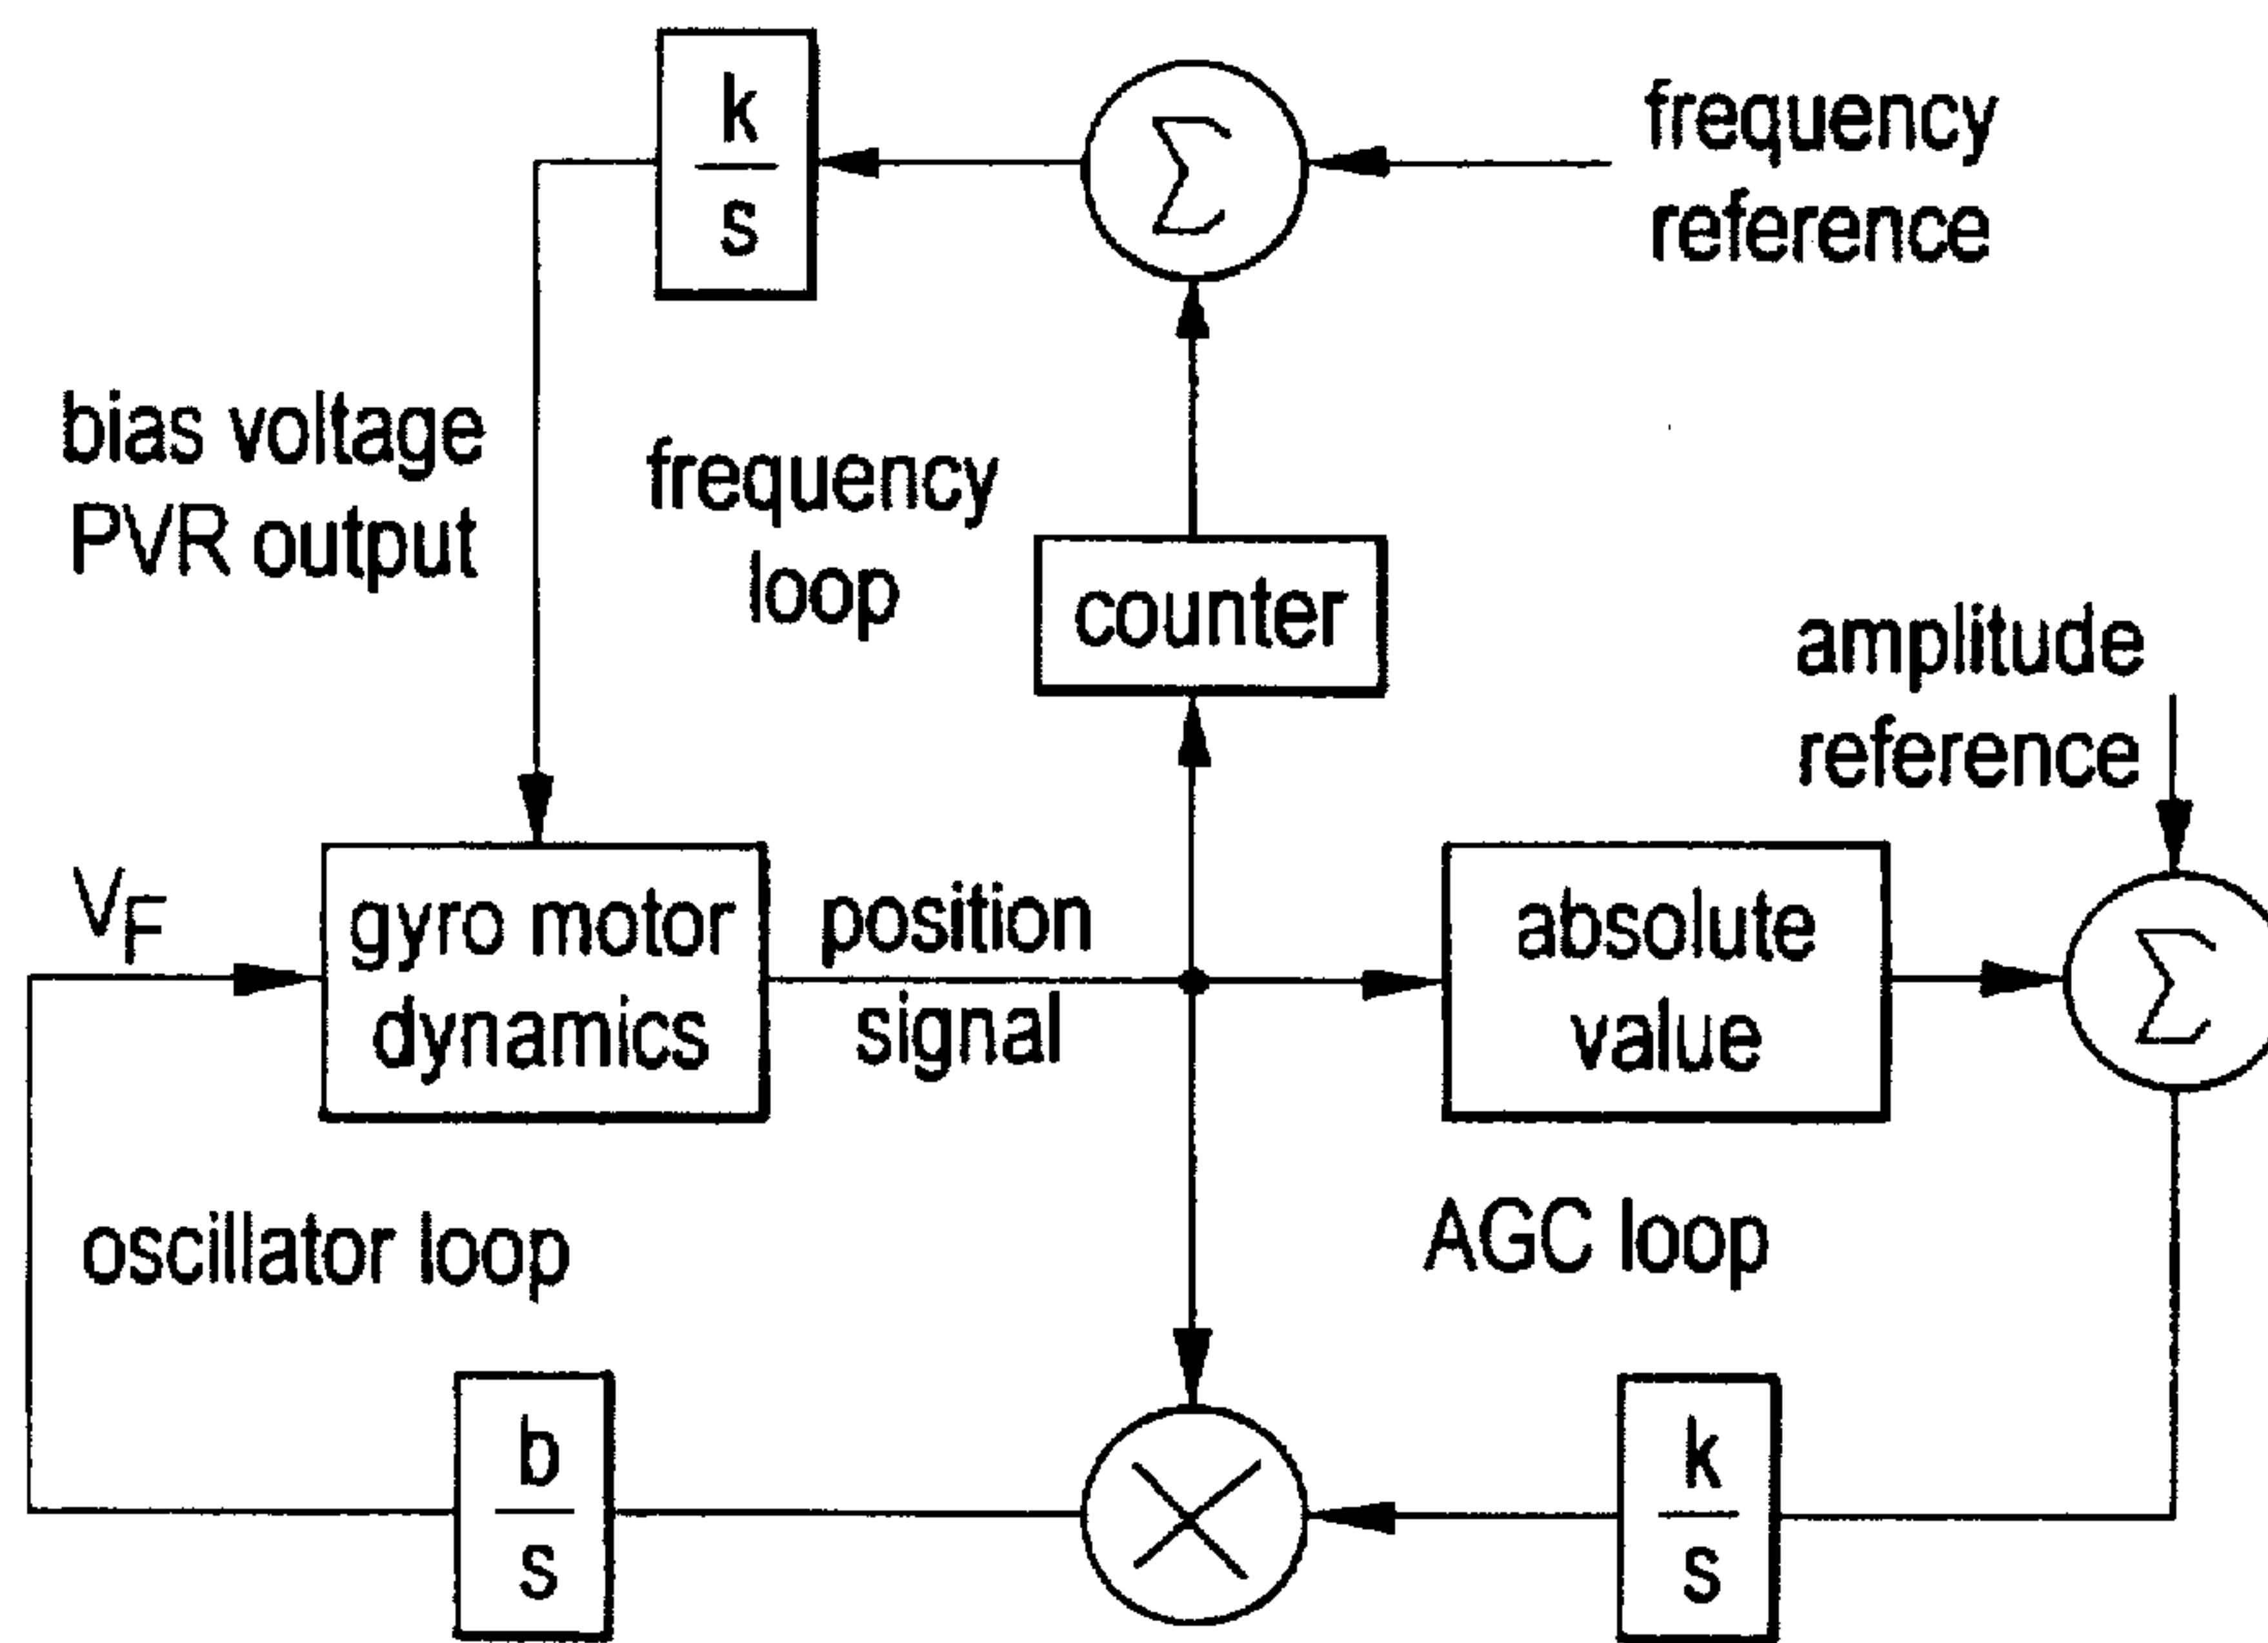 k
s
Σ
frequency
reference
bias voltage
PVR output
frequency
loop
counter
amplitude
reference
VF
gyro motor
dynamics
position
signal
absolute
value
Σ
oscillator loop
AGC loop
b
s
k
s